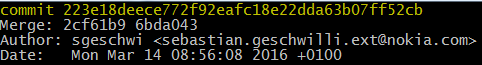 commit 223e18deece772f92eafc18e22dda63b07ff52cb
Merge: 2cf61b9 6bda043
Author: sgeschwi <sebastian.geschwilli.ext@nokia.com>
Date:   Mon Mar 14 08:56:08 2016 +0100